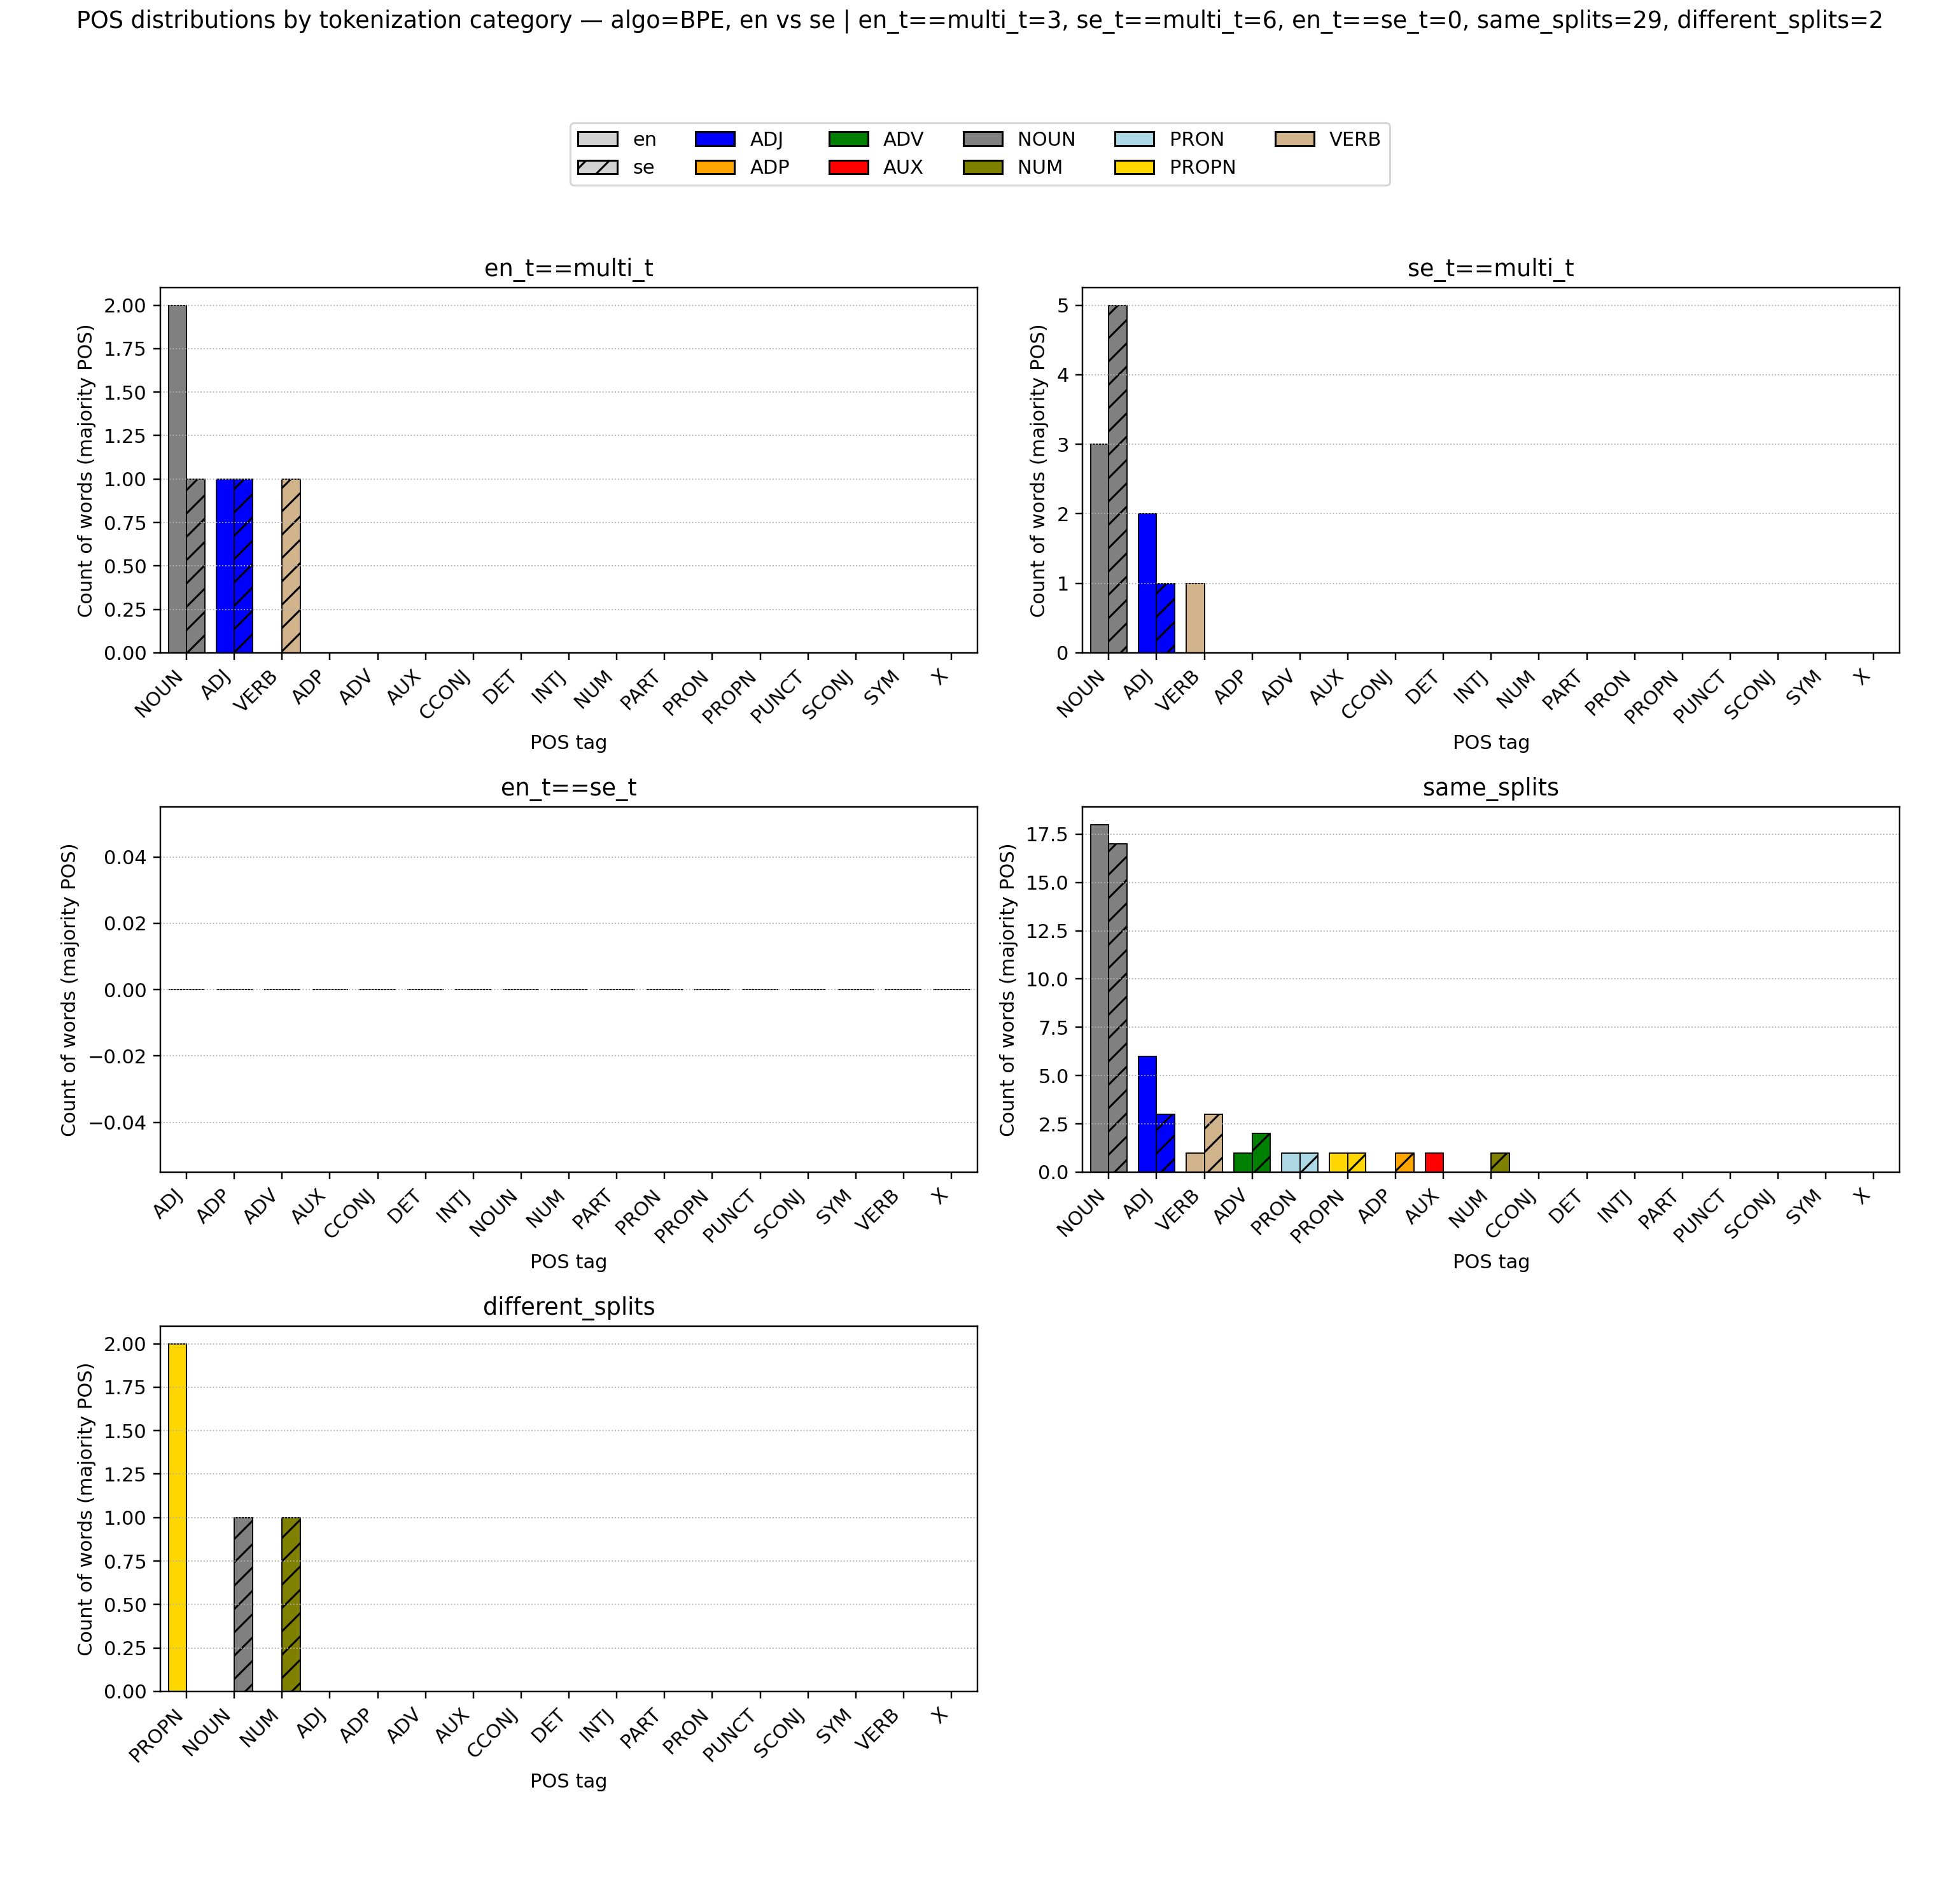 POS distributions by tokenization category — algo=BPE, en vs se | en_t==multi_t=3, se_t==multi_t=6, en_t==se_t=0, same_splits=29, different_splits=2
en ADJ ADV NOUN PRON VERB
se ADP AUX NUM PROPN
en_t==multi_t
Count of words (majority POS)
2.00
1.75
1.50
1.25
1.00
0.75
0.50
0.25
0.00
NOUN ADJ VERB ADP ADV AUX CCONJ DET INTJ NUM PART PRON PROPN PUNCT SCONJ SYM X
POS tag
se_t==multi_t
Count of words (majority POS)
5
4
3
2
1
0
NOUN ADJ VERB ADP ADV AUX CCONJ DET INTJ NUM PART PRON PROPN PUNCT SCONJ SYM X
POS tag
en_t==se_t
Count of words (majority POS)
0.04
0.02
0.00
−0.02
−0.04
ADJ ADP ADV AUX CCONJ DET INTJ NOUN NUM PART PRON PROPN PUNCT SCONJ SYM VERB X
POS tag
same_splits
Count of words (majority POS)
17.5
15.0
12.5
10.0
7.5
5.0
2.5
0.0
NOUN ADJ VERB ADV PRON PROPN ADP AUX NUM CCONJ DET INTJ PART PUNCT SCONJ SYM X
POS tag
different_splits
Count of words (majority POS)
2.00
1.75
1.50
1.25
1.00
0.75
0.50
0.25
0.00
PROPN NOUN NUM ADJ ADP ADV AUX CCONJ DET INTJ PART PRON PUNCT SCONJ SYM VERB X
POS tag